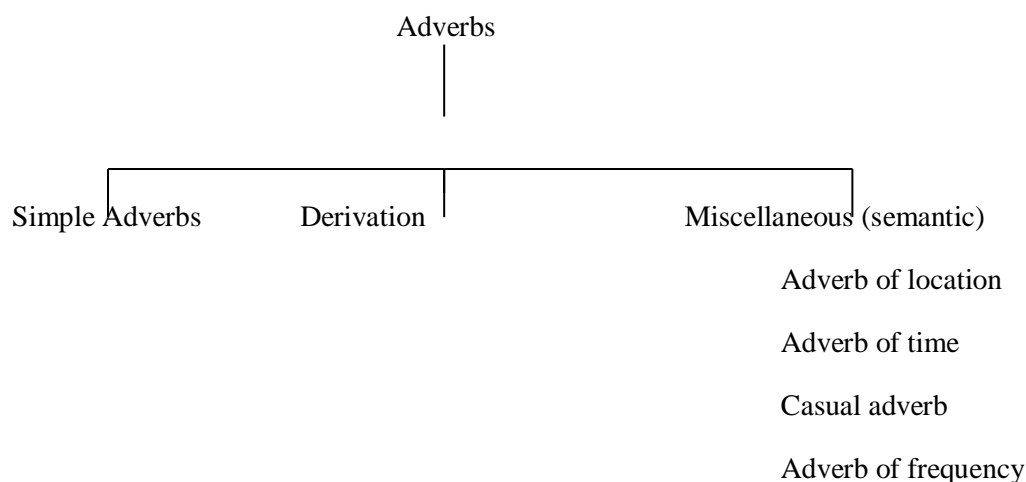 Adverbs
Simple Adverbs Derivation Miscellaneous (semantic)
Adverb of location
Adverb of time
Casual adverb
Adverb of frequency